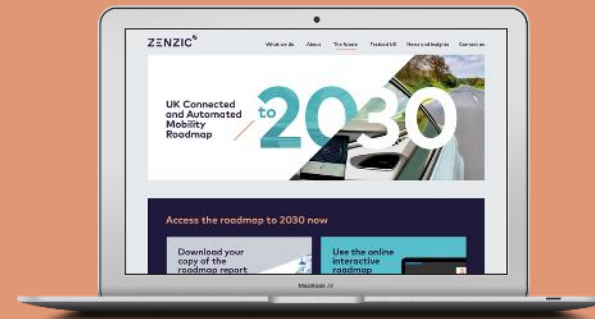 ZENZIC
What we do About The future Testbed UK News and Insights Contact us
UK Connected
and Automated
Mobility
Roadmap
to
2030
Access the roadmap to 2030 now
Download your
copy of the
roadmap report
Use the online
interactive
roadmap
MacBook Air